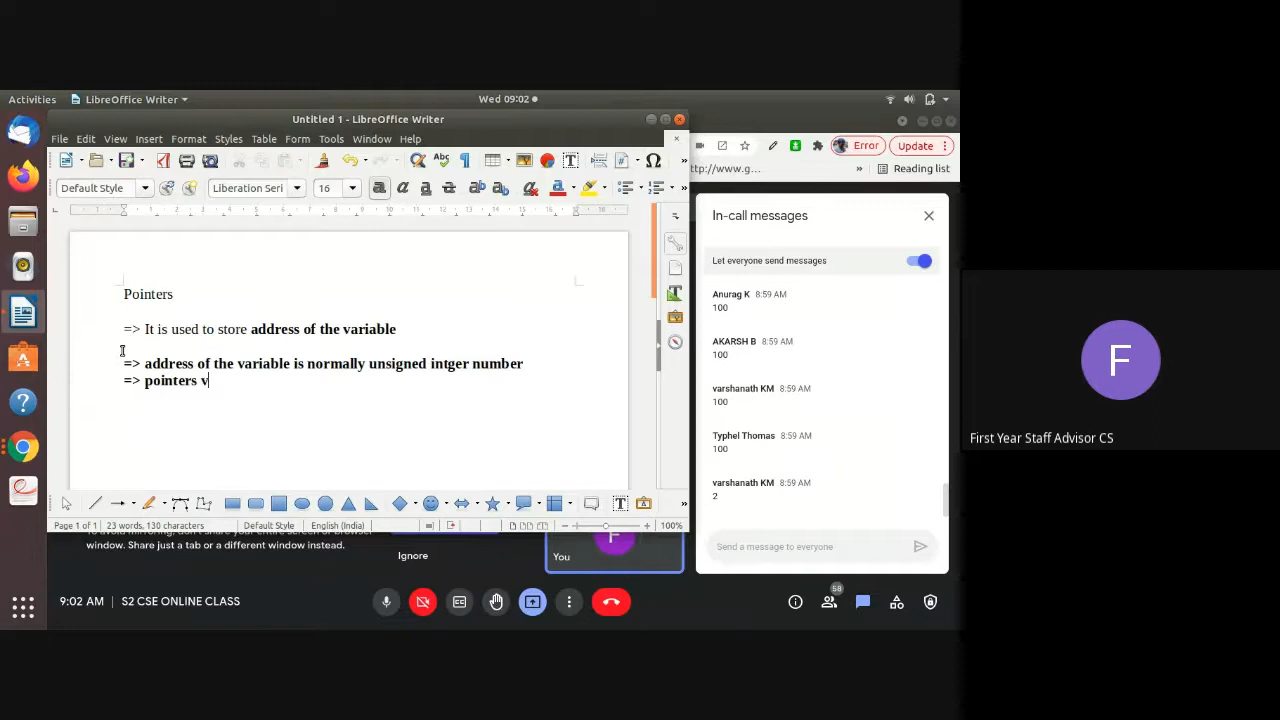 Activities
LibreOffice Writer
Wed 09:02
Untitled 1 - LibreOffice Writer
File Edit View Insert Format Styles Table Form Tools Window Help
Default Style
Liberation Seri
16
Error
Update
ttp://www.g...
»
Reading list
Pointers
=> It is used to store address of the variable
=> address of the variable is normally unsigned intger number
=> pointers v
Page 1 of 1
23 words, 130 characters
Default Style
English (India)
100%
window. Share just a tab or a different window instead.
Ignore
You
In-call messages
Let everyone send messages
Anurag K 8:59 AM
100
AKARSH B 8:59 AM
100
varshanath KM 8:59 AM
100
Typhel Thomas 8:59 AM
100
varshanath KM 8:59 AM
2
Send a message to everyone
9:02 AM | S2 CSE ONLINE CLASS
58
F
First Year Staff Advisor CS